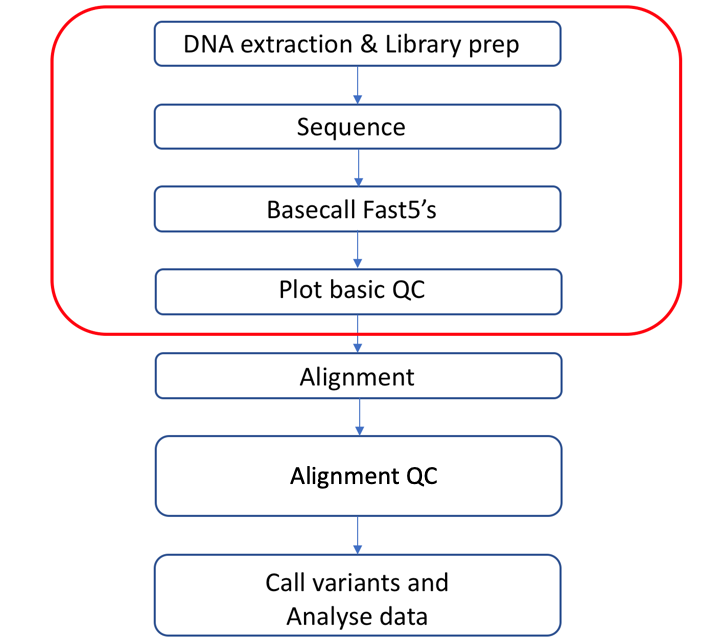 DNA extraction & Library prep
Sequence
Basecall Fast5’s
Plot basic QC
Alignment
Alignment QC
Call variants and
Analyse data